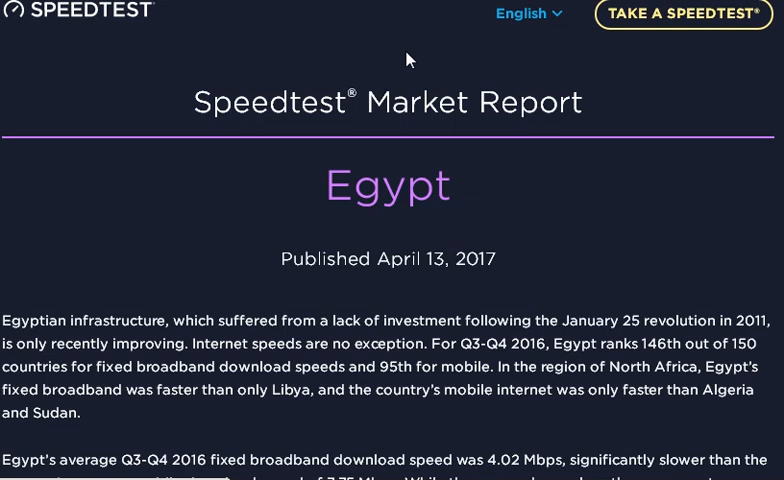 SPEEDTEST
English
TAKE A SPEEDTEST®
Speedtest® Market Report
Egypt
Published April 13, 2017
Egyptian infrastructure, which suffered from a lack of investment following the January 25 revolution in 2011,
is only recently improving. Internet speeds are no exception. For Q3-Q4 2016, Egypt ranks 146th out of 150
countries for fixed broadband download speeds and 95th for mobile. In the region of North Africa, Egypt's
fixed broadband was faster than only Libya, and the country's mobile internet was only faster than Algeria
and Sudan.
Egypt's average Q3-Q4 2016 fixed broadband download speed was 4.02 Mbps, significantly slower than the